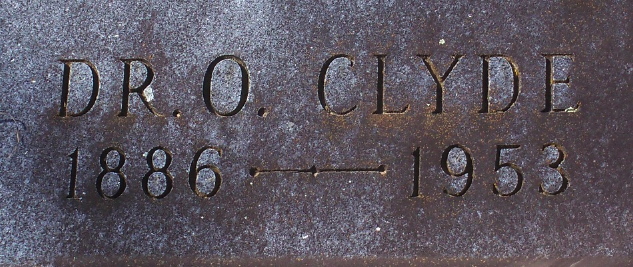 DR. O. CLYDE
1886 — 1953